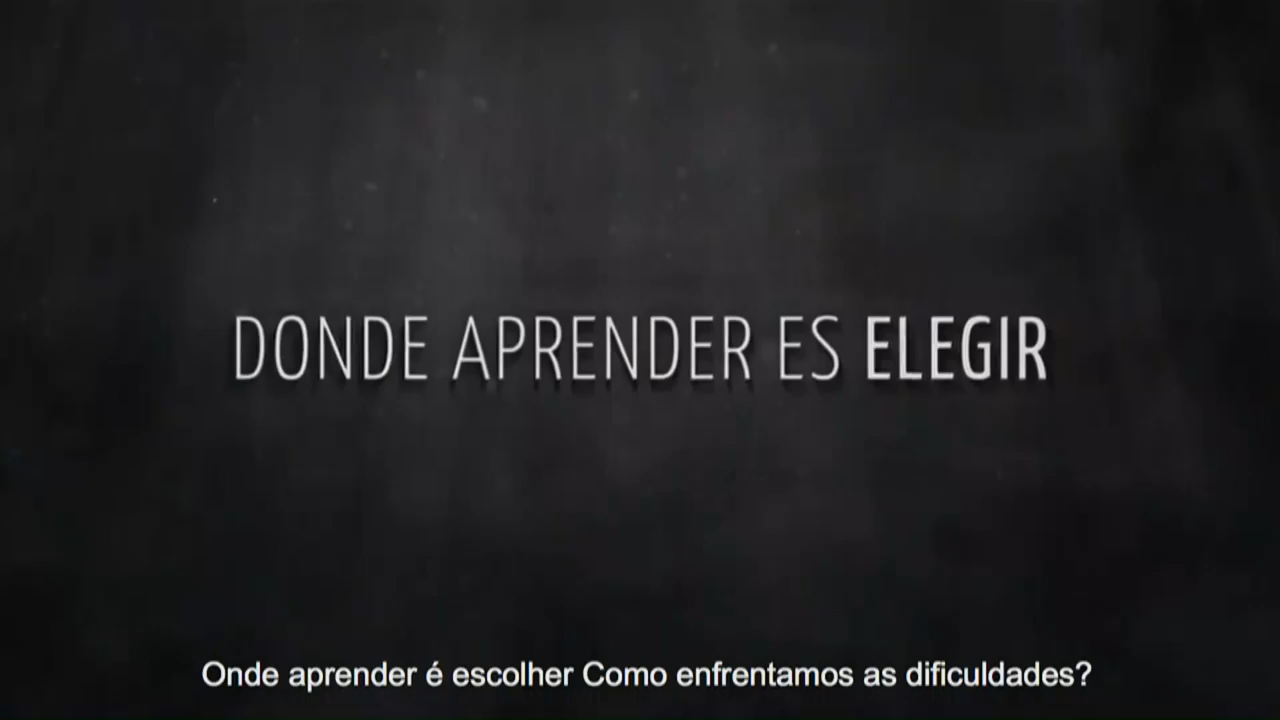 DONDE APRENDER ES ELEGIR
Onde aprender é escolher Como enfrentamos as dificuldades?